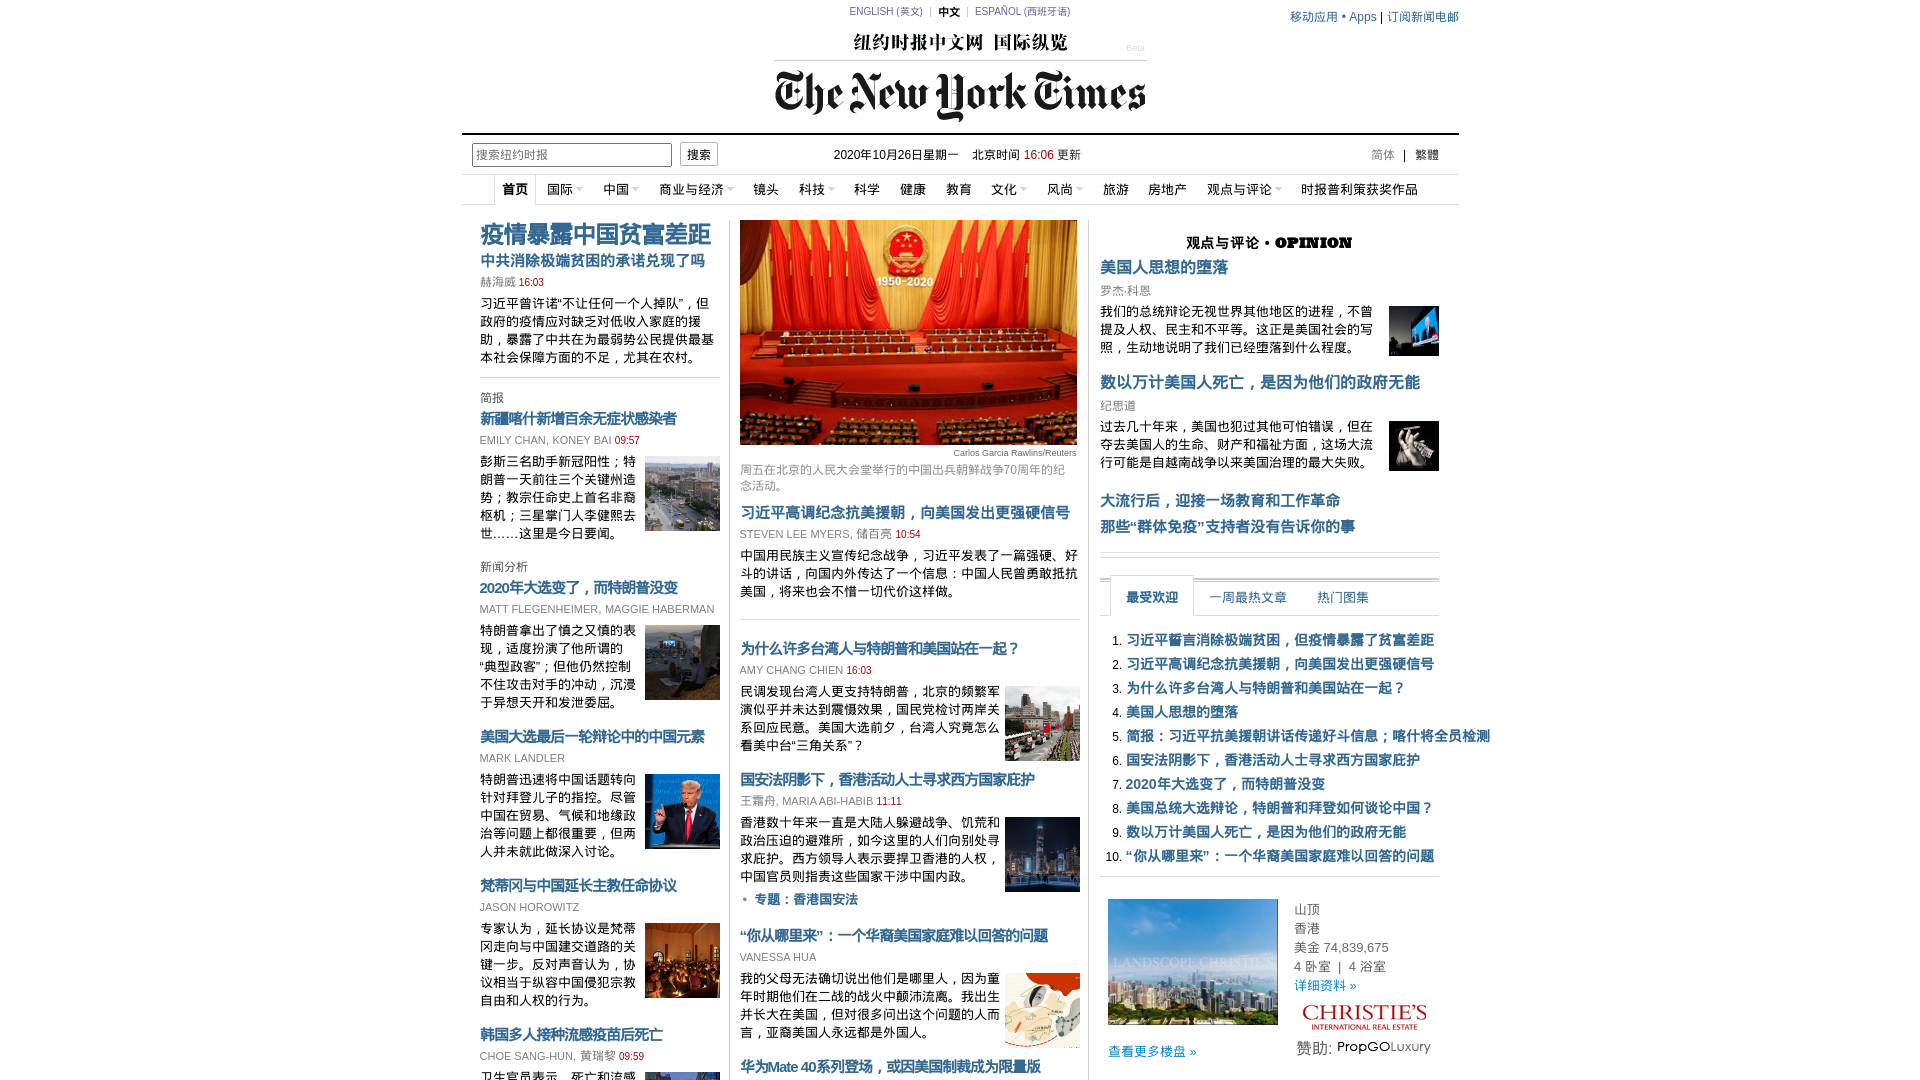 ENGLISH (英文) | 中文 | ESPAÑOL (西班牙语)
移动应用 • Apps | 订阅新闻电邮
纽约时报中文网 国际纵览
Beta
The New York Times
搜索纽约时报 搜索
2020年10月26日星期一 北京时间 16:06 更新
简体 | 繁體
首页 国际 中国 商业与经济 镜头 科技 科学 健康 教育 文化 风尚 旅游 房地产 观点与评论 时报普利策获奖作品
疫情暴露中国贫富差距
中共消除极端贫困的承诺兑现了吗
赫海威 16:03
习近平曾许诺“不让任何一个人掉队”，但
政府的疫情应对缺乏对低收入家庭的援
助，暴露了中共在为最弱势公民提供最基
本社会保障方面的不足，尤其在农村。
简报
新疆喀什新增百余无症状感染者
EMILY CHAN, KONEY BAI 09:57
彭斯三名助手新冠阳性；特
朗普一天前往三个关键州造
势；教宗任命史上首名非裔
枢机；三星掌门人李健熙去
世……这里是今日要闻。
新闻分析
2020年大选变了，而特朗普没变
MATT FLEGENHEIMER, MAGGIE HABERMAN
特朗普拿出了慎之又慎的表
现，适度扮演了他所谓的
“典型政客”；但他仍然控制
不住攻击对手的冲动，沉浸
于异想天开和发泄委屈。
美国大选最后一轮辩论中的中国元素
MARK LANDLER
特朗普迅速将中国话题转向
针对拜登儿子的指控。尽管
中国在贸易、气候和地缘政
治等问题上都很重要，但两
人并未就此做深入讨论。
梵蒂冈与中国延长主教任命协议
JASON HOROWITZ
专家认为，延长协议是梵蒂
冈走向与中国建交道路的关
键一步。反对声音认为，协
议相当于纵容中国侵犯宗教
自由和人权的行为。
韩国多人接种流感疫苗后死亡
CHOE SANG-HUN, 黄瑞黎 09:59
卫生官员表示，死亡和流感
1950-2020
Carlos Garcia Rawlins/Reuters
周五在北京的人民大会堂举行的中国出兵朝鲜战争70周年的纪
念活动。
习近平高调纪念抗美援朝，向美国发出更强硬信号
STEVEN LEE MYERS, 储百亮 10:54
中国用民族主义宣传纪念战争，习近平发表了一篇强硬、好
斗的讲话，向国内外传达了一个信息：中国人民曾勇敢抵抗
美国，将来也会不惜一切代价这样做。
为什么许多台湾人与特朗普和美国站在一起？
AMY CHANG CHIEN 16:03
民调发现台湾人更支持特朗普，北京的频繁军
演似乎并未达到震慑效果，国民党检讨两岸关
系回应民意。美国大选前夕，台湾人究竟怎么
看美中台“三角关系”？
国安法阴影下，香港活动人士寻求西方国家庇护
王霜舟, MARIA ABI-HABIB 11:11
香港数十年来一直是大陆人躲避战争、饥荒和
政治压迫的避难所，如今这里的人们向别处寻
求庇护。西方领导人表示要捍卫香港的人权，
中国官员则指责这些国家干涉中国内政。
• 专题：香港国安法
“你从哪里来”：一个华裔美国家庭难以回答的问题
VANESSA HUA
我的父母无法确切说出他们是哪里人，因为童
年时期他们在二战的战火中颠沛流离。我出生
并长大在美国，但对很多问出这个问题的人而
言，亚裔美国人永远都是外国人。
华为Mate 40系列登场，或因美国制裁成为限量版
观点与评论 • OPINION
美国人思想的堕落
罗杰·科恩
我们的总统辩论无视世界其他地区的进程，不曾
提及人权、民主和不平等。这正是美国社会的写
照，生动地说明了我们已经堕落到什么程度。
数以万计美国人死亡，是因为他们的政府无能
纪思道
过去几十年来，美国也犯过其他可怕错误，但在
夺去美国人的生命、财产和福祉方面，这场大流
行可能是自越南战争以来美国治理的最大失败。
大流行后，迎接一场教育和工作革命
那些“群体免疫”支持者没有告诉你的事
最受欢迎 一周最热文章 热门图集
1. 习近平誓言消除极端贫困，但疫情暴露了贫富差距
2. 习近平高调纪念抗美援朝，向美国发出更强硬信号
3. 为什么许多台湾人与特朗普和美国站在一起？
4. 美国人思想的堕落
5. 简报：习近平抗美援朝讲话传递好斗信息；喀什将全员检测
6. 国安法阴影下，香港活动人士寻求西方国家庇护
7. 2020年大选变了，而特朗普没变
8. 美国总统大选辩论，特朗普和拜登如何谈论中国？
9. 数以万计美国人死亡，是因为他们的政府无能
10. “你从哪里来”：一个华裔美国家庭难以回答的问题
LANDSCOPE CHRISTIE'S
山顶
香港
美金 74,839,675
4 卧室 | 4 浴室
详细资料 »
CHRISTIE'S
INTERNATIONAL REAL ESTATE
查看更多楼盘 »
赞助: PropGOLuxury